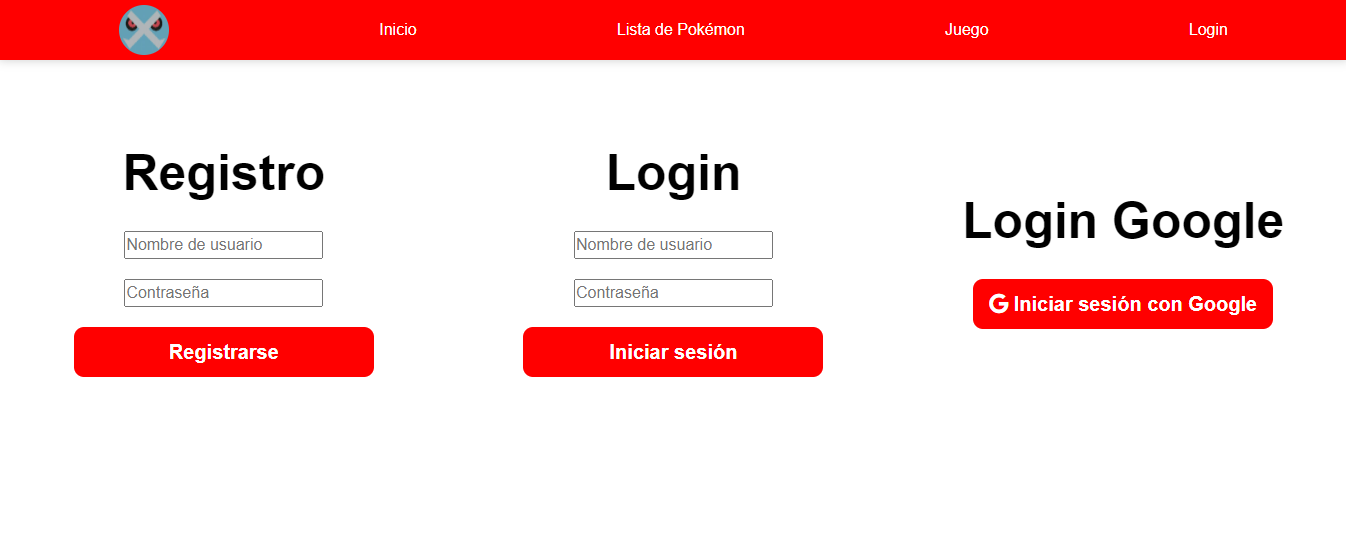 Inicio
Lista de Pokémon
Juego
Login
Registro
Nombre de usuario
Contraseña
Registrarse
Login
Nombre de usuario
Contraseña
Iniciar sesión
Login Google
G Iniciar sesión con Google